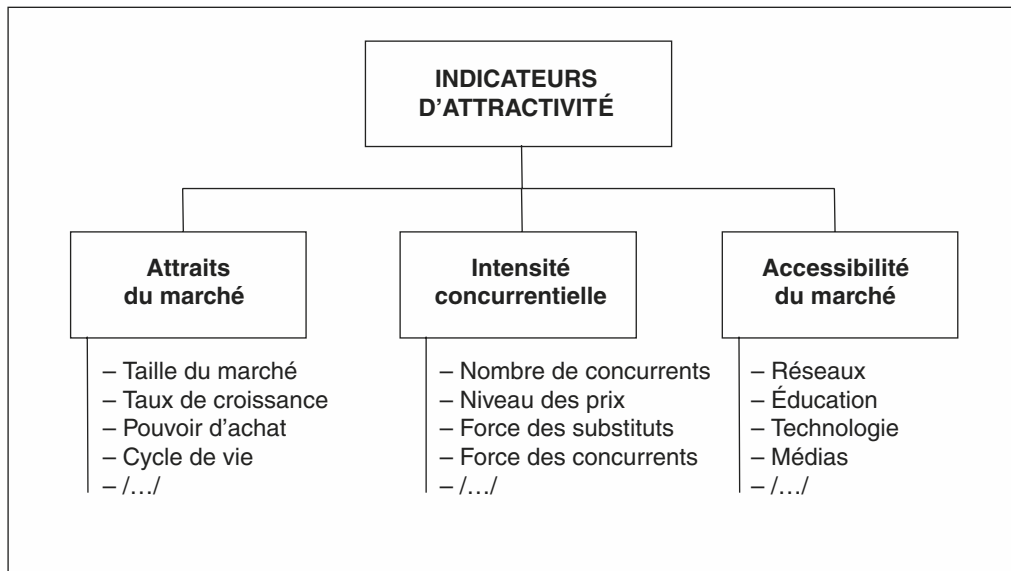 INDICATEURS
D’ATTRACTIVITÉ
Attraits
du marché
– Taille du marché
– Taux de croissance
– Pouvoir d’achat
– Cycle de vie
– /…/
Intensité
concurrentielle
– Nombre de concurrents
– Niveau des prix
– Force des substituts
– Force des concurrents
– /…/
Accessibilité
du marché
– Réseaux
– Éducation
– Technologie
– Médias
– /…/